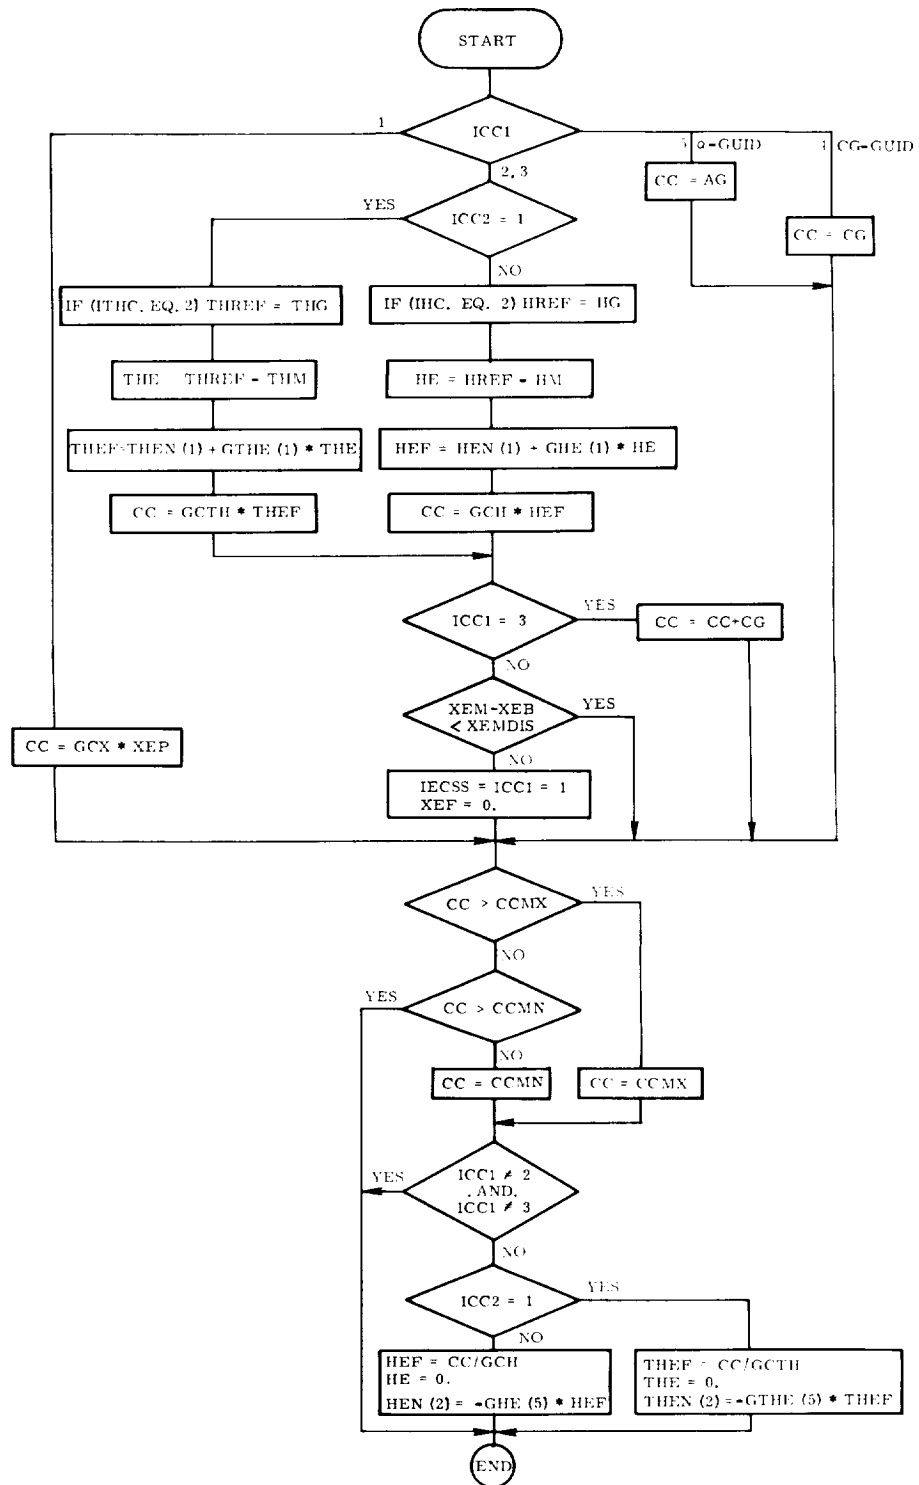 START
ICC1
1
α-GUID
CG-GUID
2, 3
CC = AG
YES
ICC2 = 1
CC = CG
NO
IF (ITHC. EQ. 2) THREF = THG
IF (IHC. EQ. 2) HREF = HG
THE THREF - THM
HE = HREF - HM
THEF=THEN (1) + GTHE (1) * THE
HEF = HEN (1) + GHE (1) * HE
CC = GCTH * THEF
CC = GCH * HEF
ICC1 = 3
YES
CC = CC+CG
NO
XEM-XEB
< XEMDIS
YES
CC = GCX * XEP
NO
IECSS = ICC1 = 1
XEF = 0.
CC > CCMX
YES
NO
YES
CC > CCMN
NO
CC = CCMN
CC = CCMX
YES
ICC1 ≠ 2
. AND.
ICC1 ≠ 3
NO
ICC2 = 1
YES
NO
HEF = CC/GCH
HE = 0.
HEN (2) = -GHE (5) * HEF
THEF = CC/GCTH
THE = 0.
THEN (2) = -GTHE (5) * THEF
END